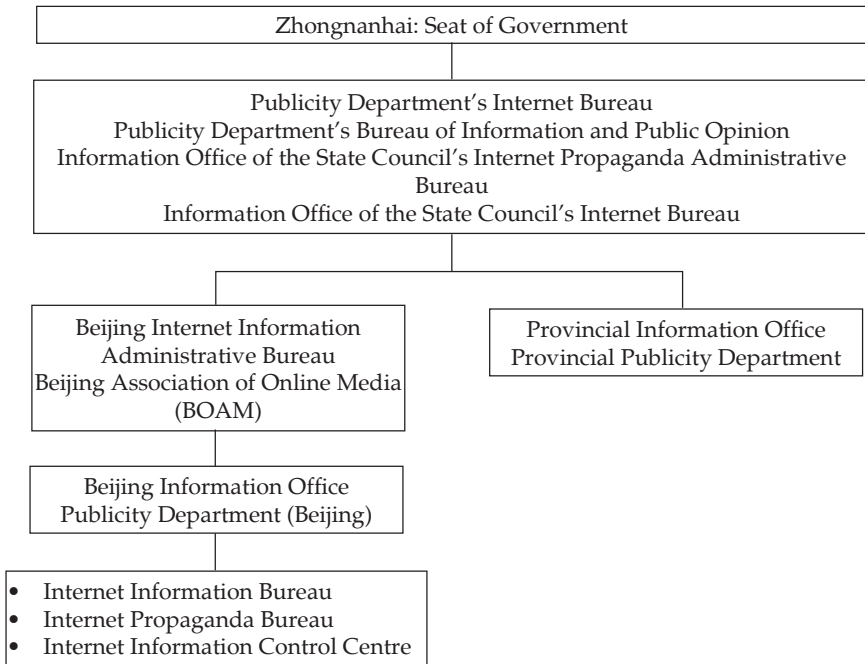 Zhongnanhai: Seat of Government
Publicity Department’s Internet Bureau
Publicity Department’s Bureau of Information and Public Opinion
Information Office of the State Council’s Internet Propaganda Administrative
Bureau
Information Office of the State Council’s Internet Bureau
Beijing Internet Information
Administrative Bureau
Beijing Association of Online Media
(BOAM)
Provincial Information Office
Provincial Publicity Department
Beijing Information Office
Publicity Department (Beijing)
• Internet Information Bureau
• Internet Propaganda Bureau
• Internet Information Control Centre